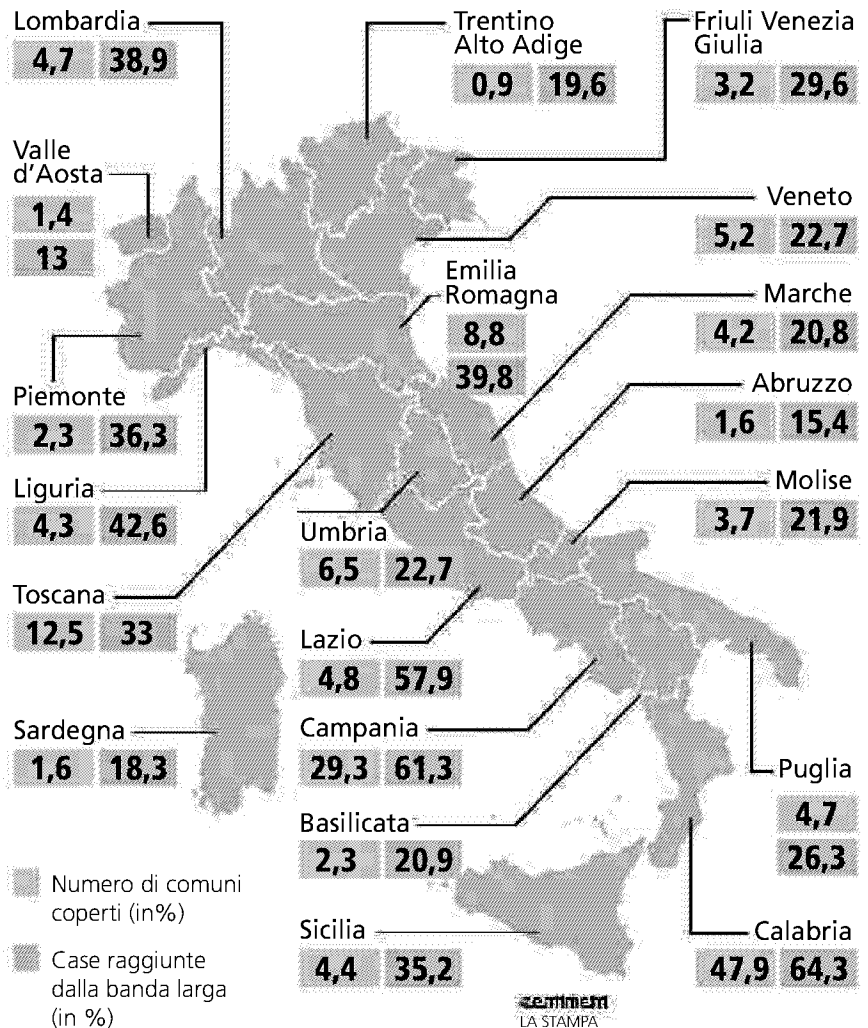 Lombardia
4,7 38,9
Trentino
Alto Adige
0,9 19,6
Friuli Venezia
Giulia
3,2 29,6
Valle
d'Aosta
1,4
13
Veneto
5,2 22,7
Emilia
Romagna
8,8
39,8
Marche
4,2 20,8
Piemonte
2,3 36,3
Abruzzo
1,6 15,4
Liguria
4,3 42,6
Molise
3,7 21,9
Umbria
6,5 22,7
Toscana
12,5 33
Lazio
4,8 57,9
Sardegna
1,6 18,3
Campania
29,3 61,3
Puglia
4,7
26,3
Basilicata
2,3 20,9
Numero di comuni
coperti (in%)
Case raggiunte
dalla banda larga
(in %)
Sicilia
4,4 35,2
Calabria
47,9 64,3
LA STAMPA